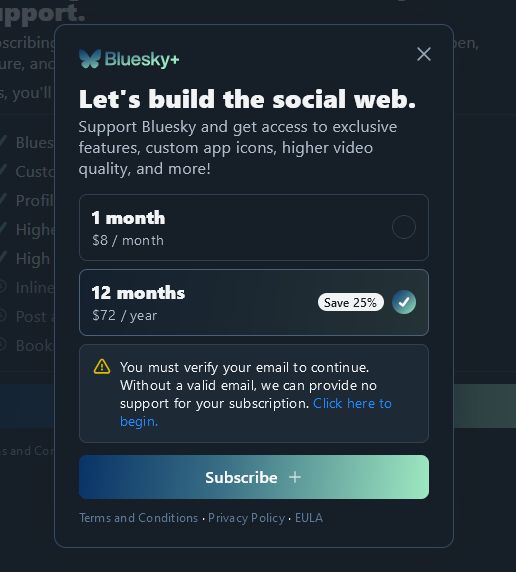 upport.
scribing
pen,
ure, and
s, you'll
Blues
Custo
Profil
Highe
High
Inline
Post a
Book
s and Con
Bluesky+
Let's build the social web.
Support Bluesky and get access to exclusive
features, custom app icons, higher video
quality, and more!
1 month
$8 / month
12 months
$72 / year
Save 25%
You must verify your email to continue.
Without a valid email, we can provide no
support for your subscription. Click here to
begin.
Subscribe +
Terms and Conditions · Privacy Policy · EULA